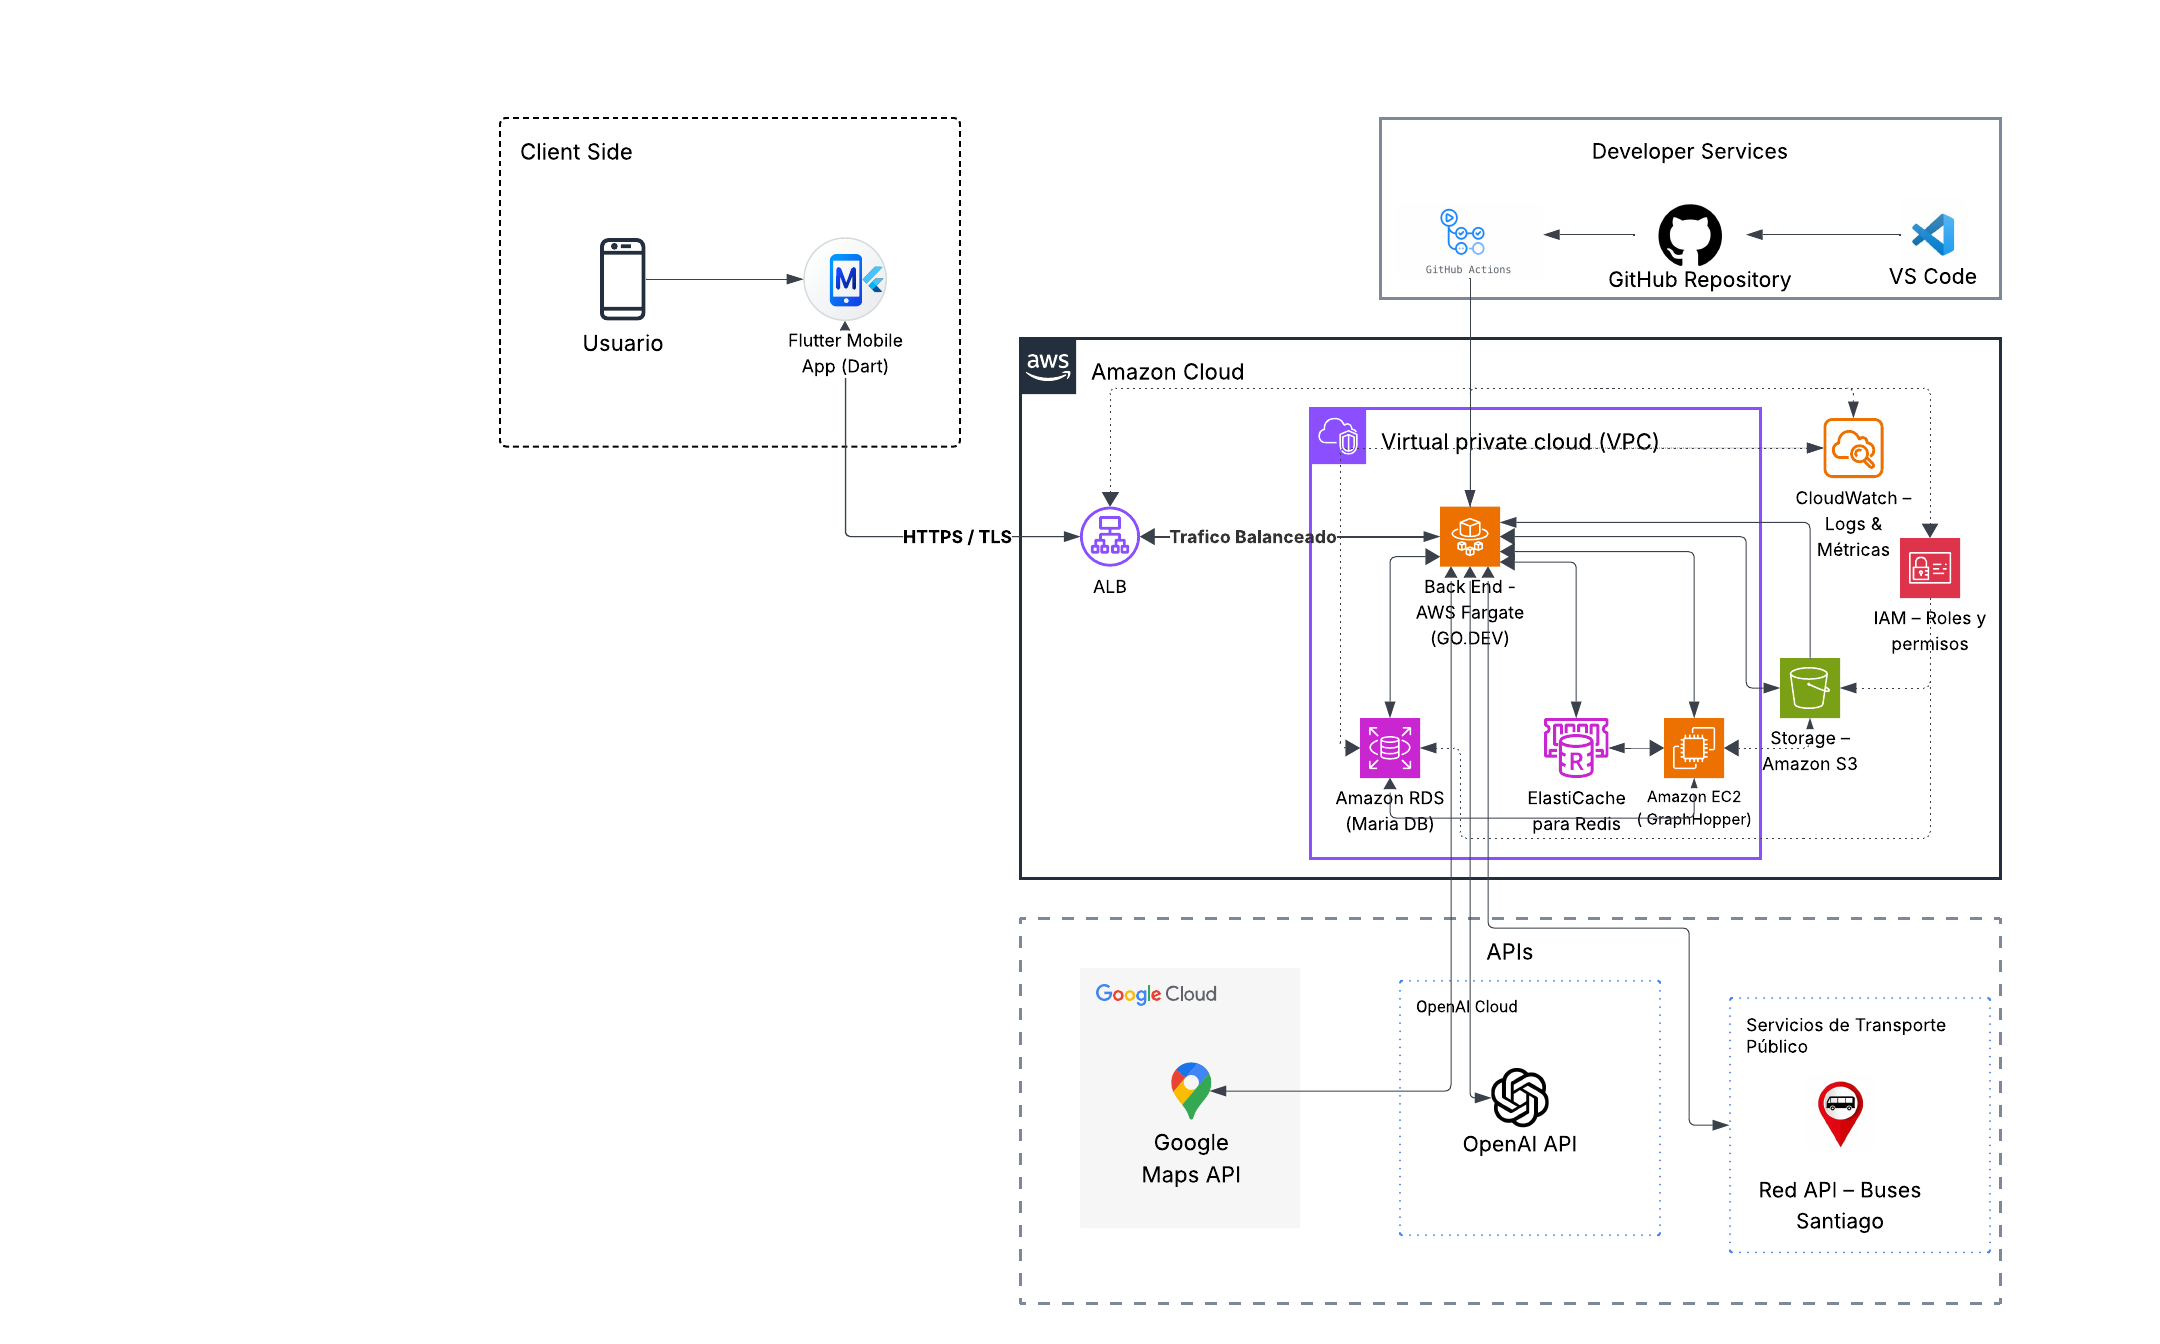 Client Side
Usuario
M
Flutter Mobile
App (Dart)
Developer Services
GitHub Actions
GitHub Repository
VS Code
aws
Amazon Cloud
Virtual private cloud (VPC)
CloudWatch –
Logs &
Métricas
HTTPS / TLS
ALB
Trafico Balanceado
Back End -
AWS Fargate
(GO.DEV)
IAM – Roles y
permisos
Storage –
Amazon S3
Amazon RDS
(Maria DB)
R
ElastiCache
para Redis
Amazon EC2
( GraphHopper)
APIs
Google Cloud
Google
Maps API
OpenAI Cloud
OpenAI API
Servicios de Transporte
Público
Red API – Buses
Santiago